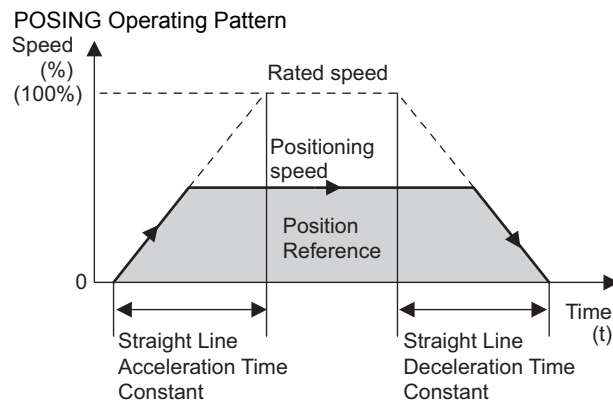 POSING Operating Pattern
Speed
(%)
(100%)
Rated speed
Positioning
speed
Position
Reference
0
Time
(t)
Straight Line
Acceleration Time
Constant
Straight Line
Deceleration Time
Constant